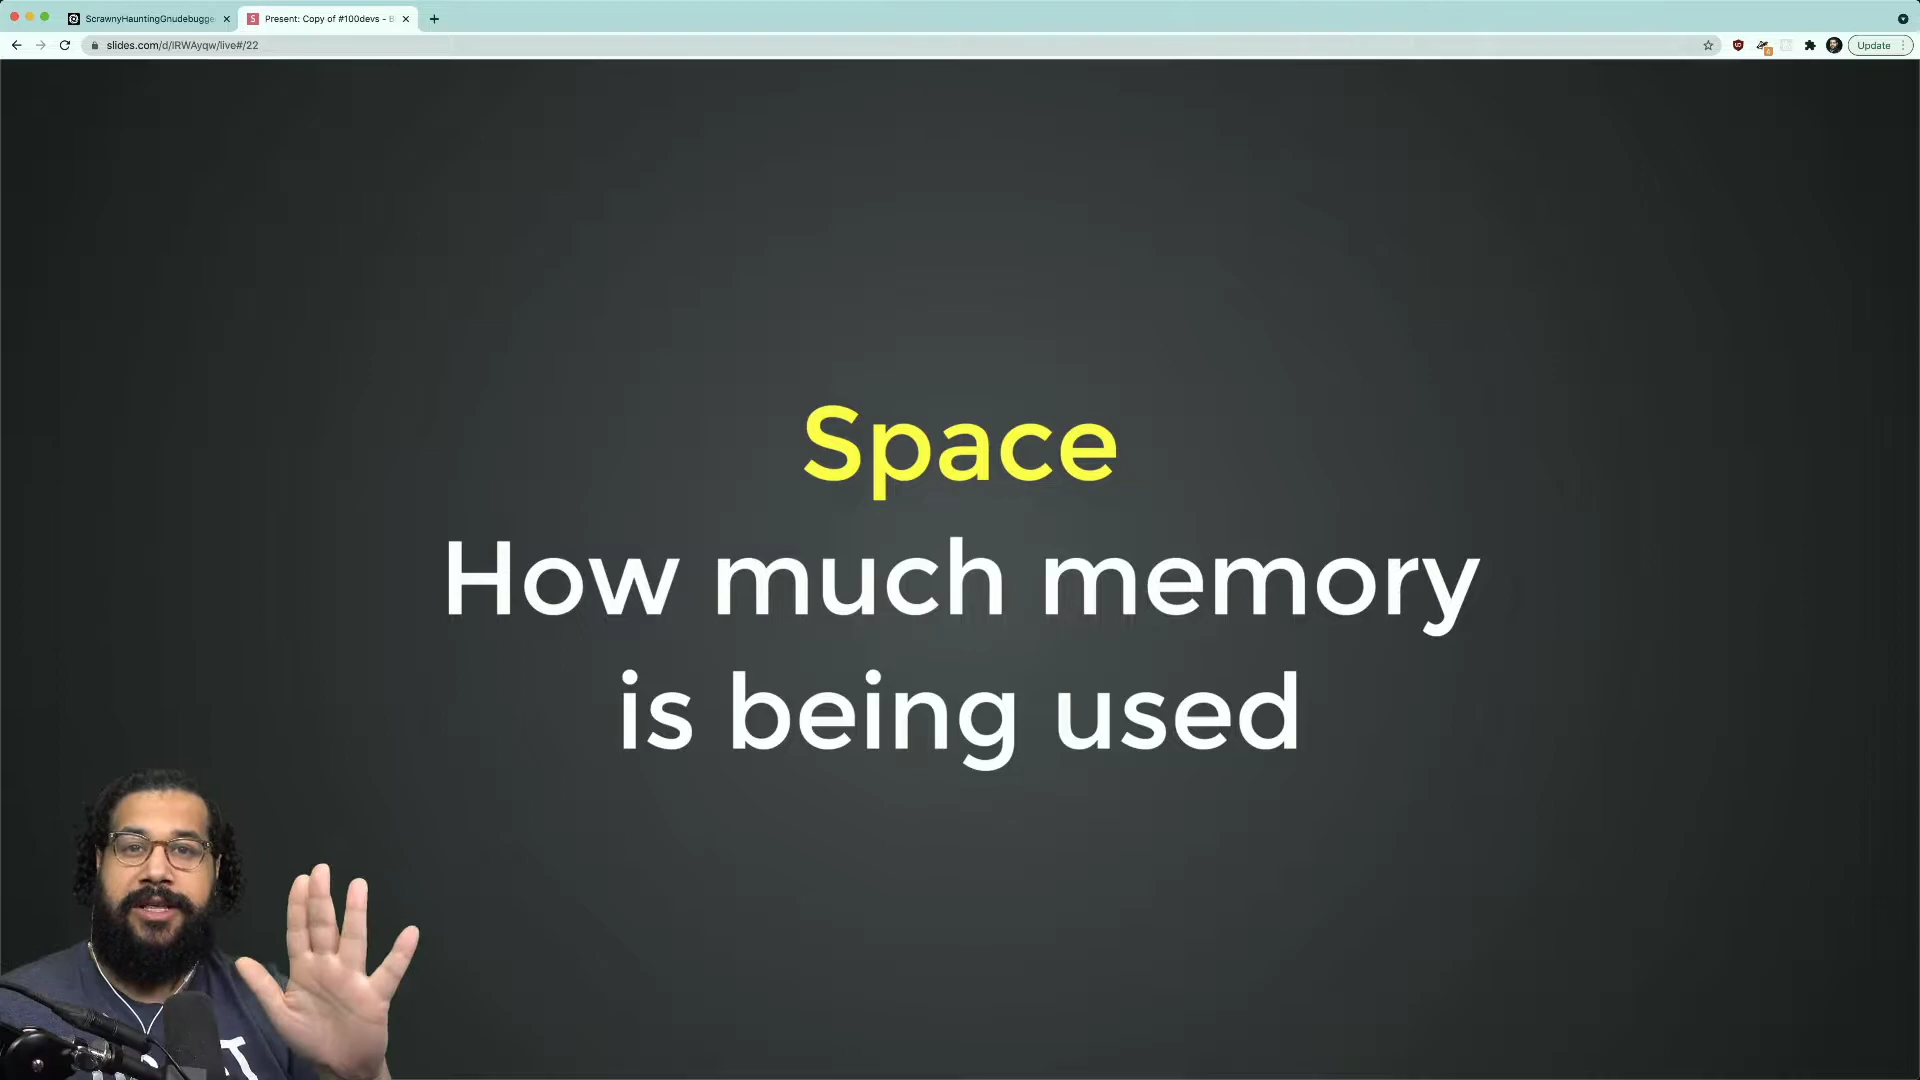 ScrawnyHauntingGnudebugge
Present: Copy of #100devs - B
slides.com/d/IRWAyqw/live#/22
Update
Space
How much memory
is being used